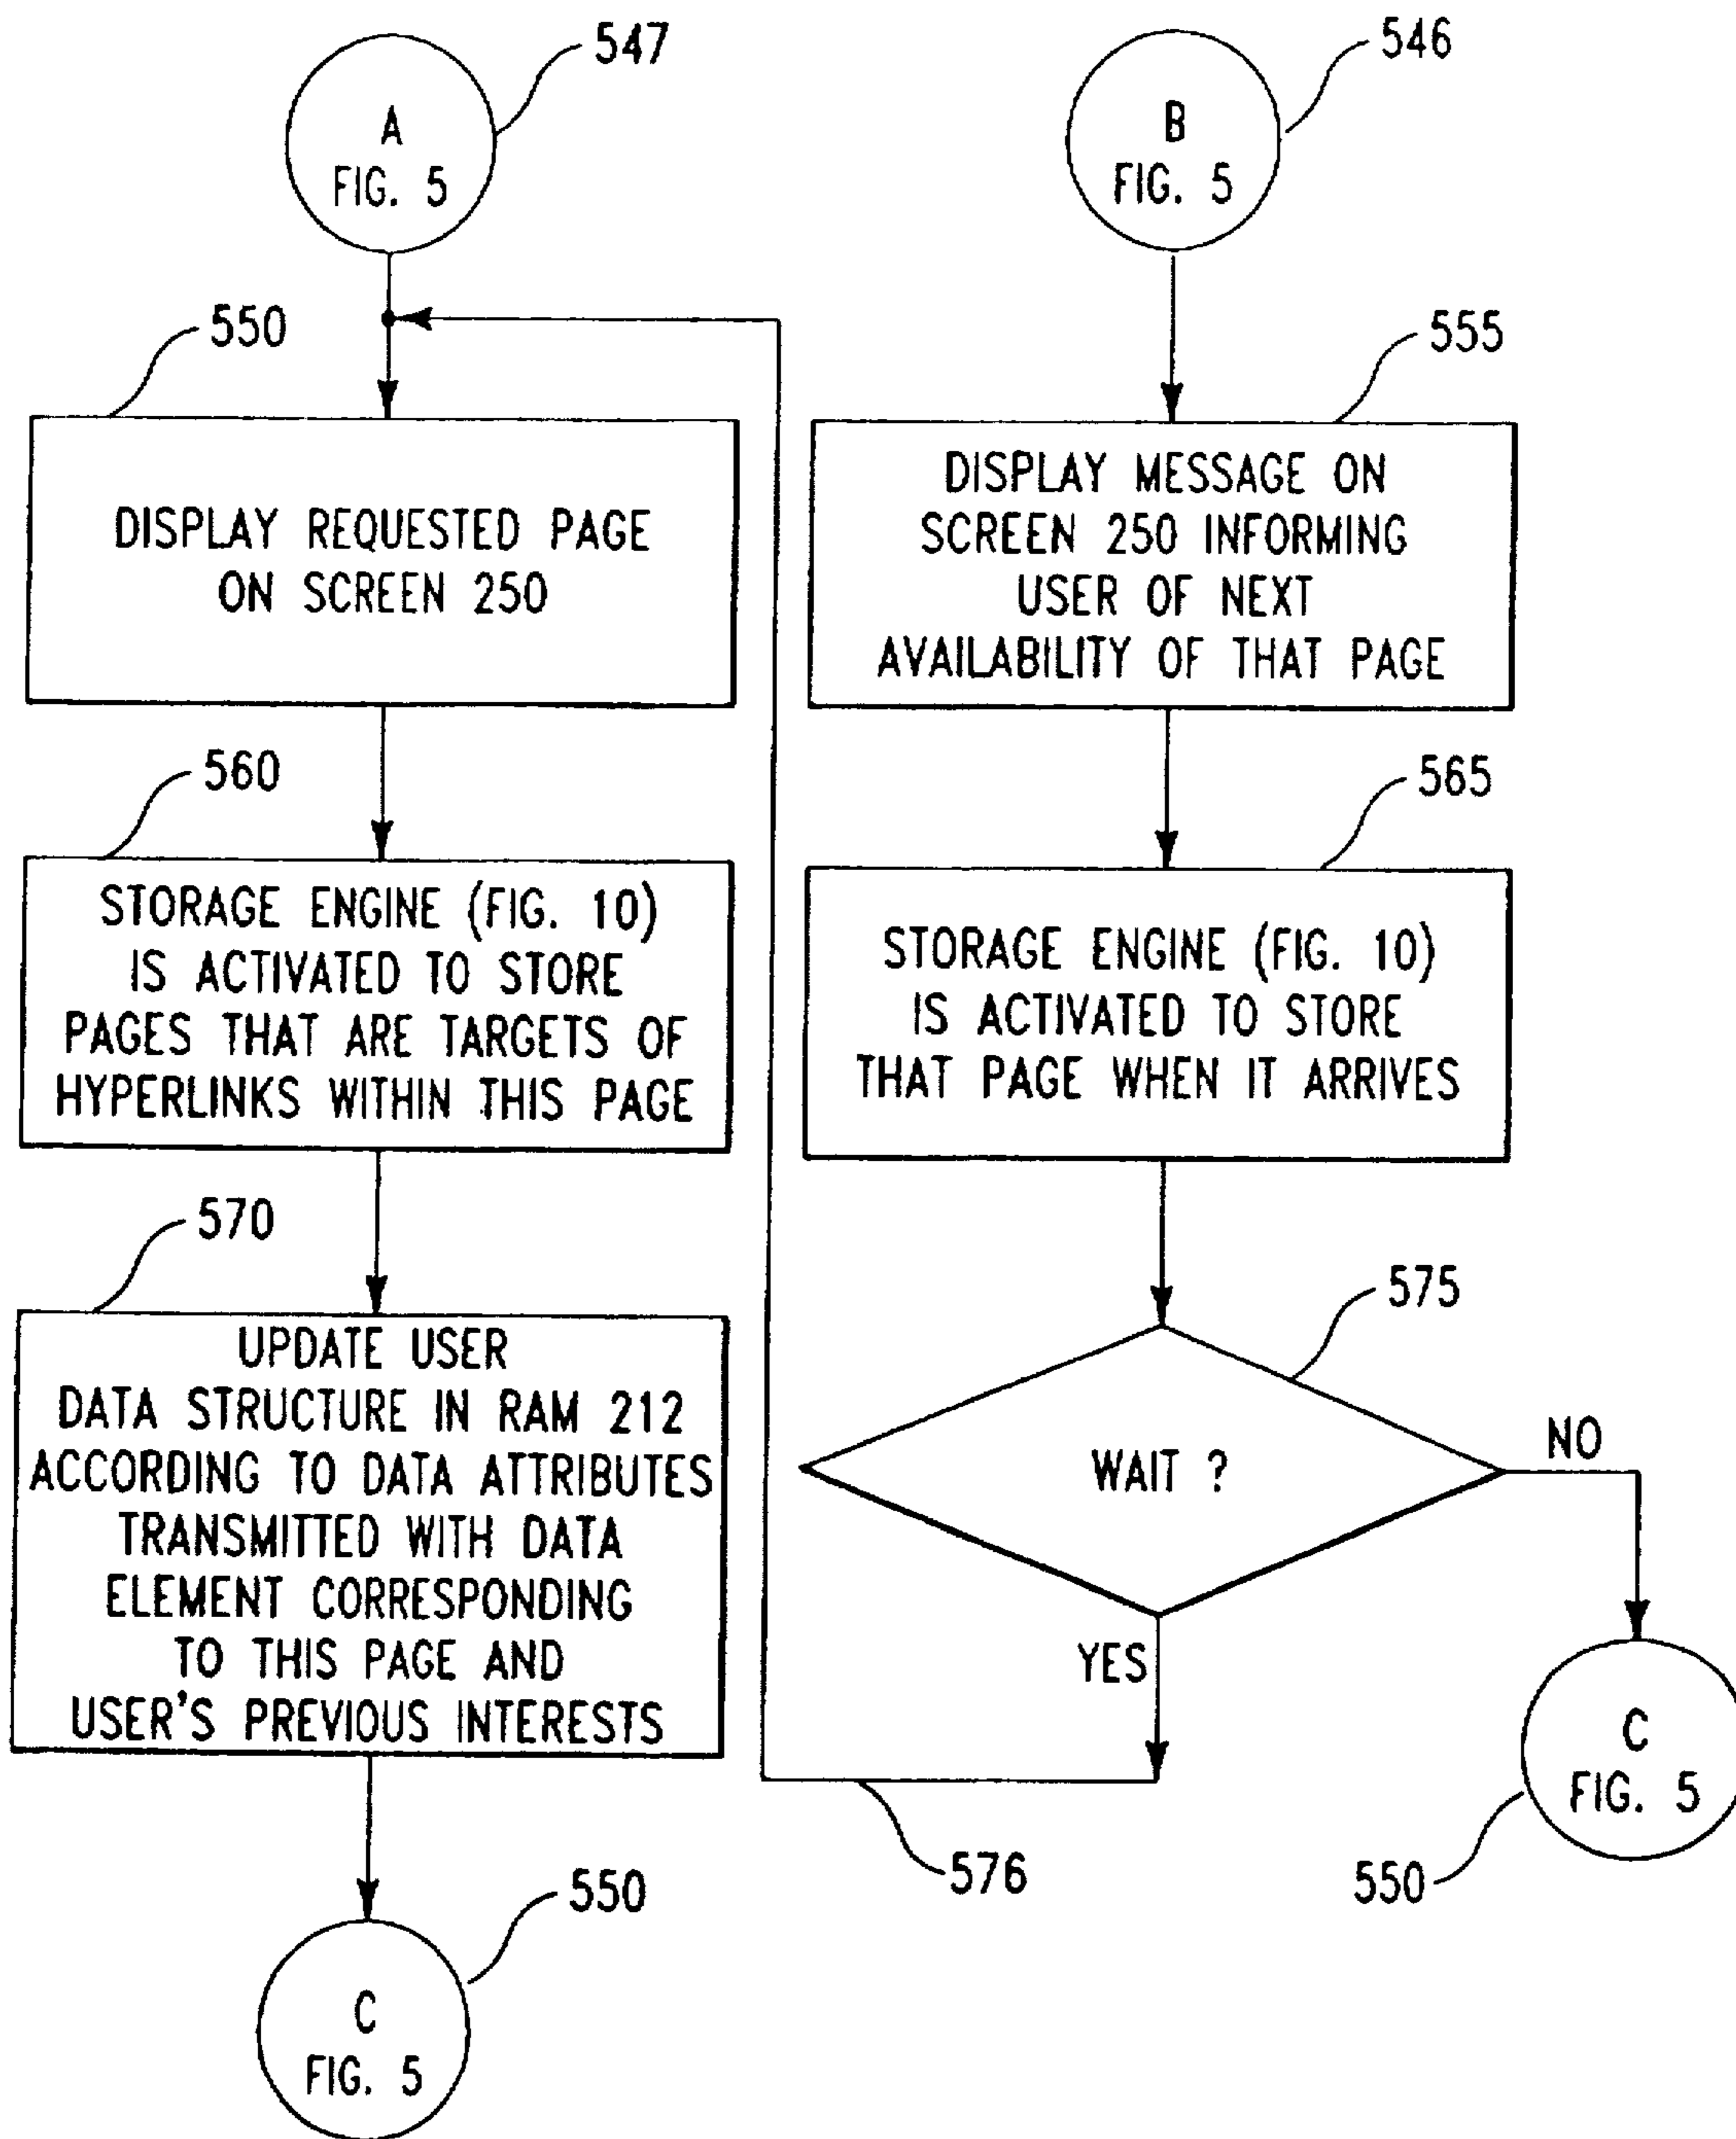 547
A
FIG. 5
546
B
FIG. 5
550
DISPLAY REQUESTED PAGE
ON SCREEN 250
555
DISPLAY MESSAGE ON
SCREEN 250 INFORMING
USER OF NEXT
AVAILABILITY OF THAT PAGE
560
STORAGE ENGINE (FIG. 10)
IS ACTIVATED TO STORE
PAGES THAT ARE TARGETS OF
HYPERLINKS WITHIN THIS PAGE
565
STORAGE ENGINE (FIG. 10)
IS ACTIVATED TO STORE
THAT PAGE WHEN IT ARRIVES
570
UPDATE USER
DATA STRUCTURE IN RAM 212
ACCORDING TO DATA ATTRIBUTES
TRANSMITTED WITH DATA
ELEMENT CORRESPONDING
TO THIS PAGE AND
USER'S PREVIOUS INTERESTS
575
WAIT ?
NO
YES
576
C
FIG. 5
550
550
C
FIG. 5